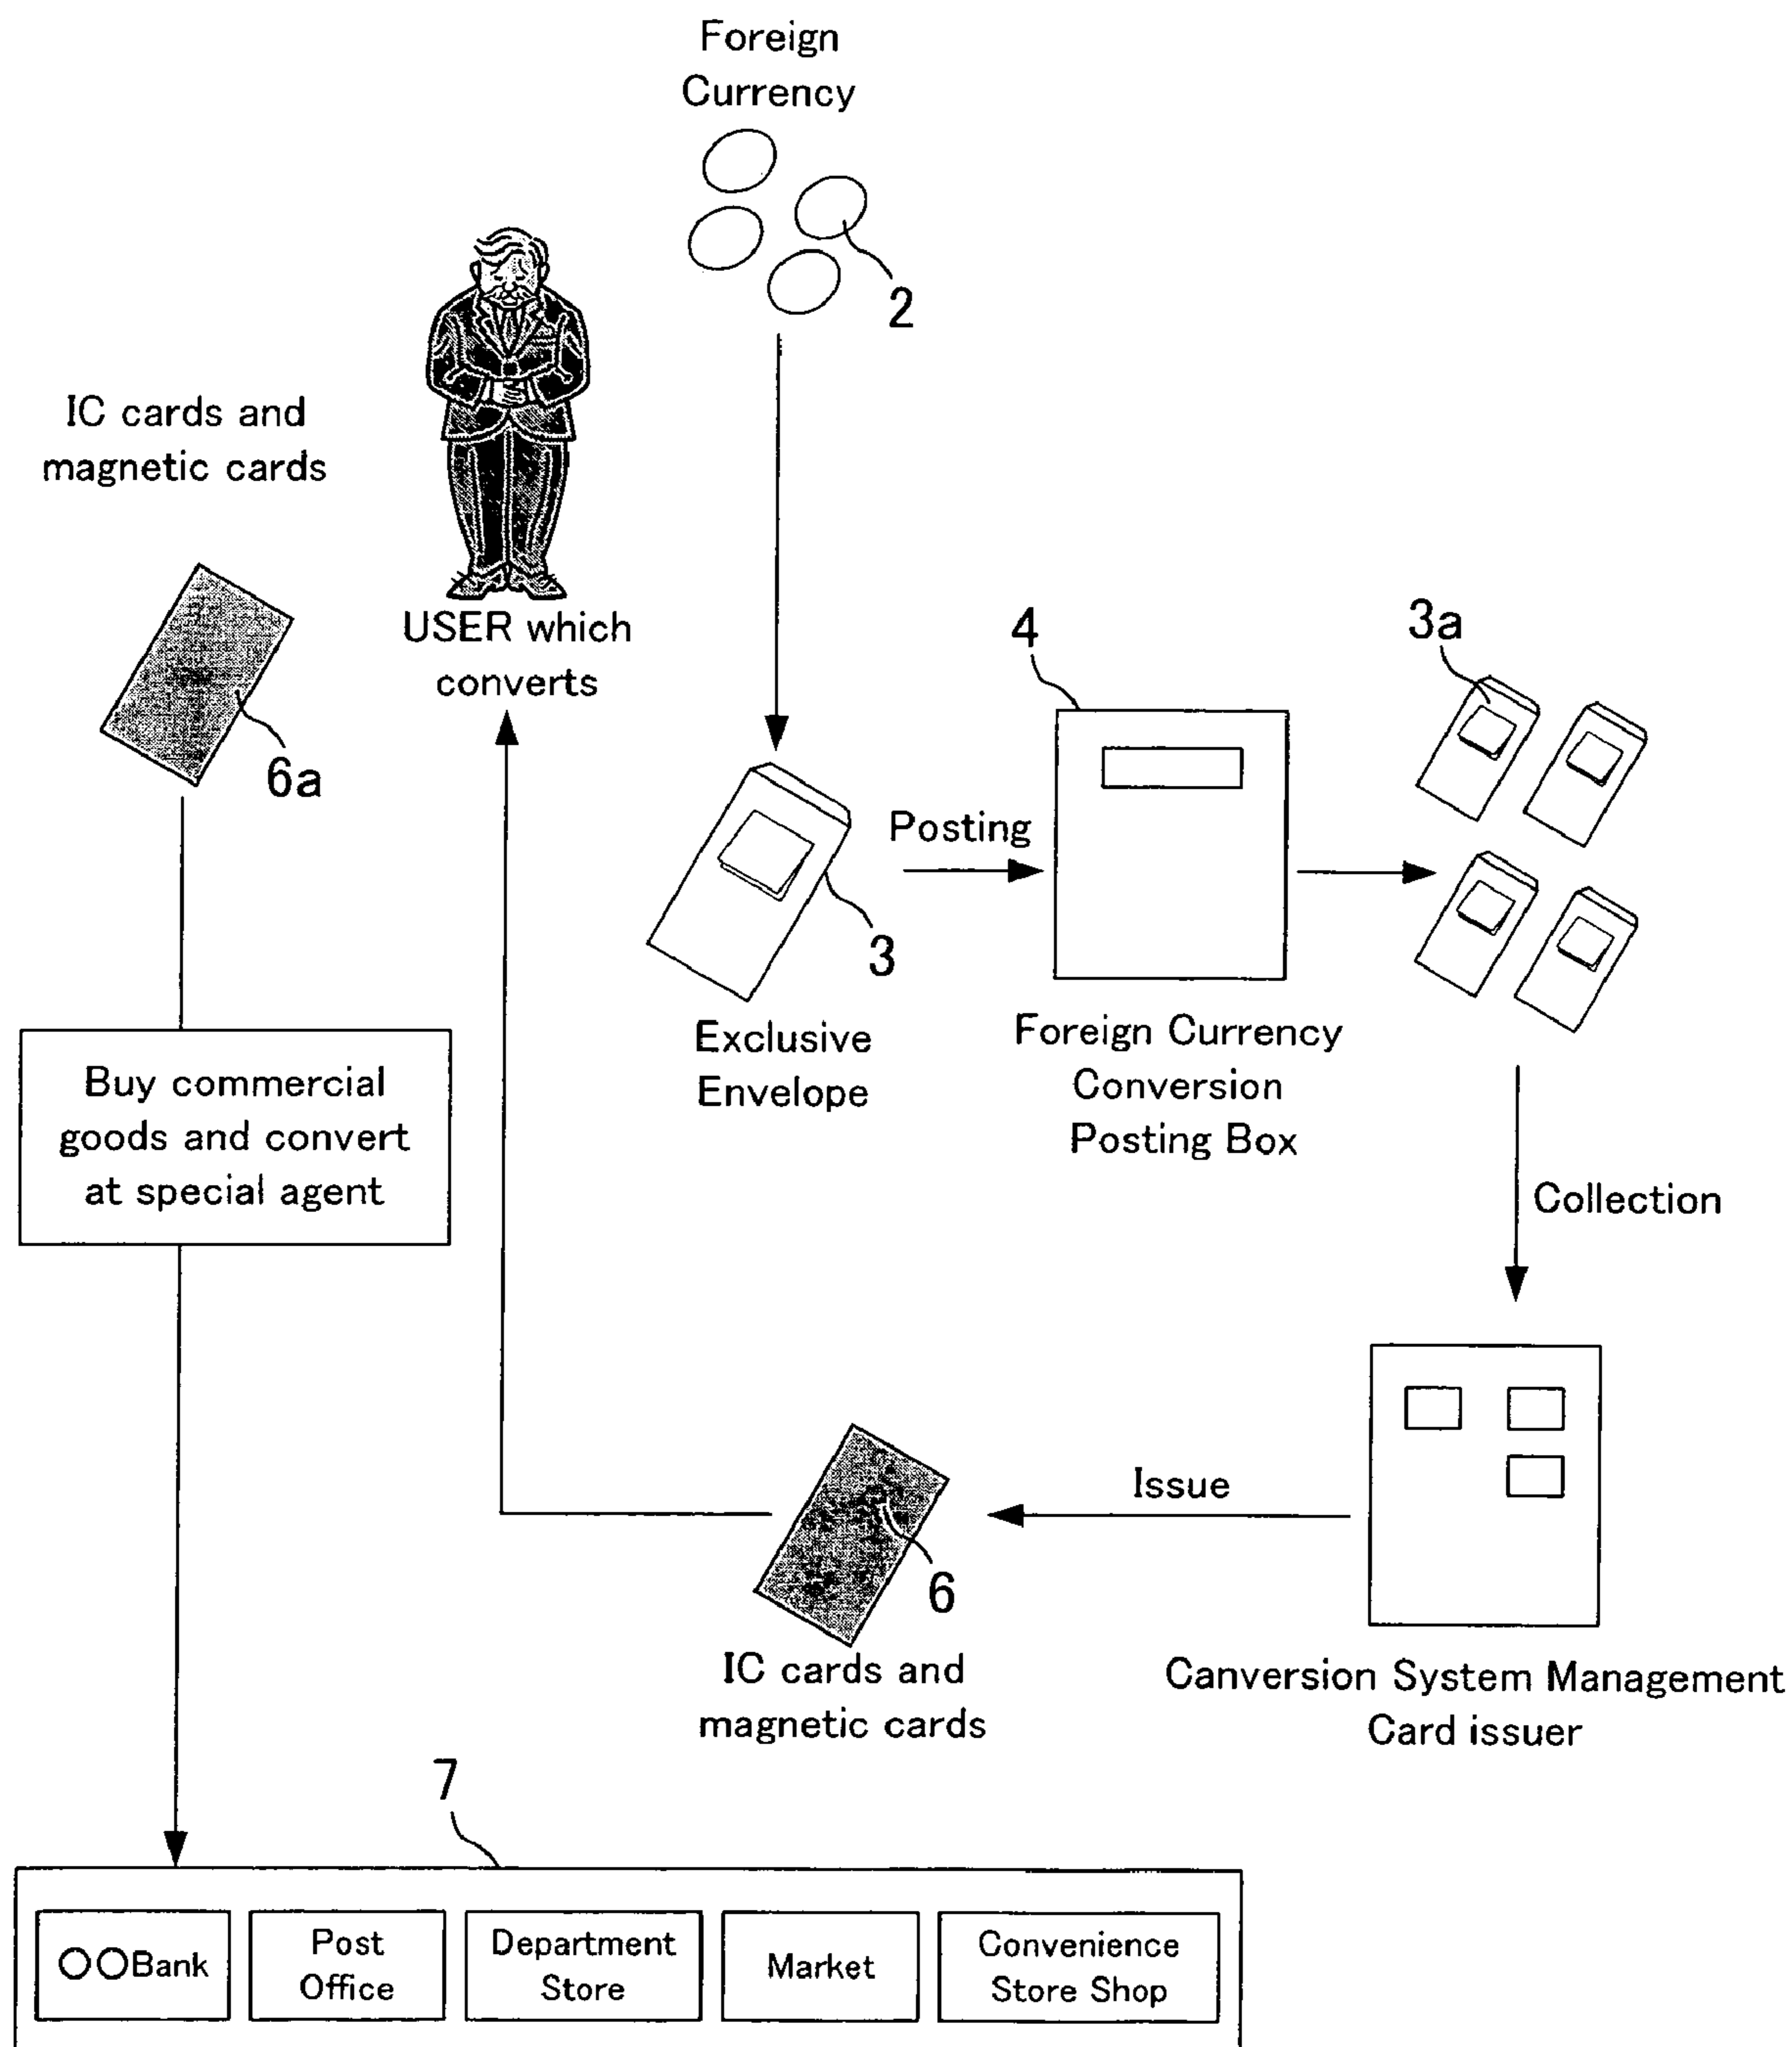 Foreign
Currency
2
IC cards and
magnetic cards
6a
USER which
converts
3
Exclusive
Envelope
Posting
4
Foreign Currency
Conversion
Posting Box
3a
Collection
Buy commercial
goods and convert
at special agent
Issue
6
IC cards and
magnetic cards
Canversion System Management
Card issuer
7
○○Bank
Post
Office
Department
Store
Market
Convenience
Store Shop